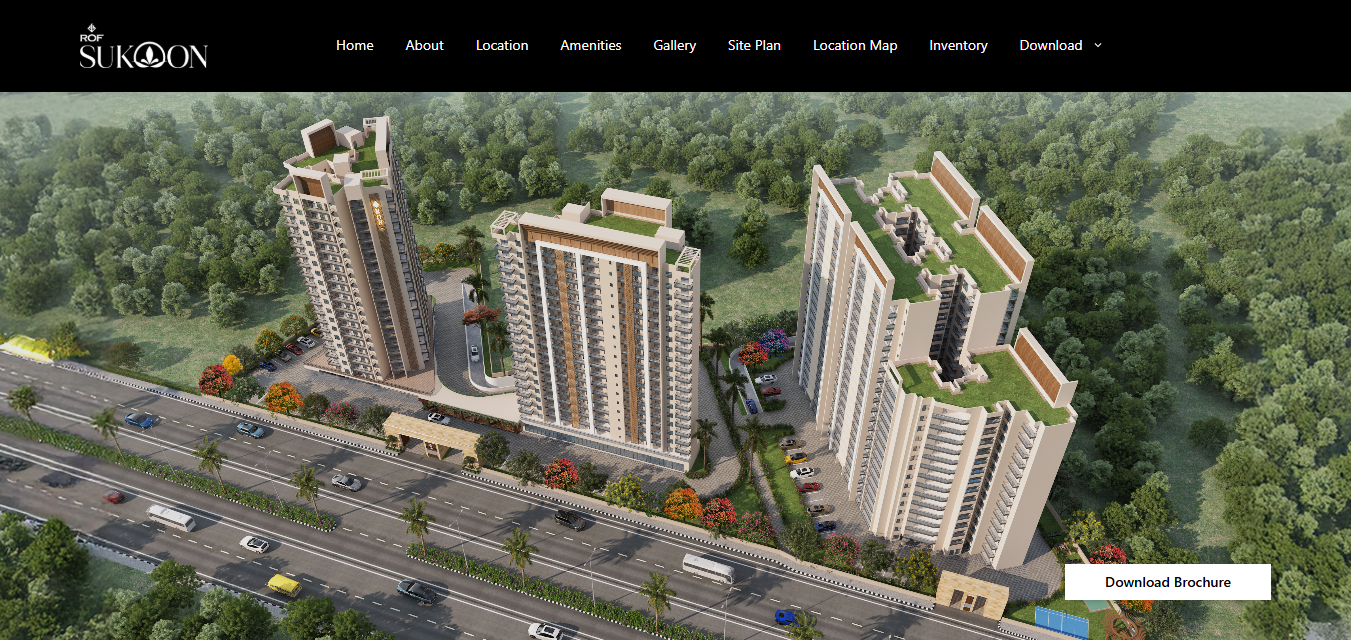 ROF
SUKOON
Home About Location Amenities Gallery Site Plan Location Map Inventory Download
Download Brochure